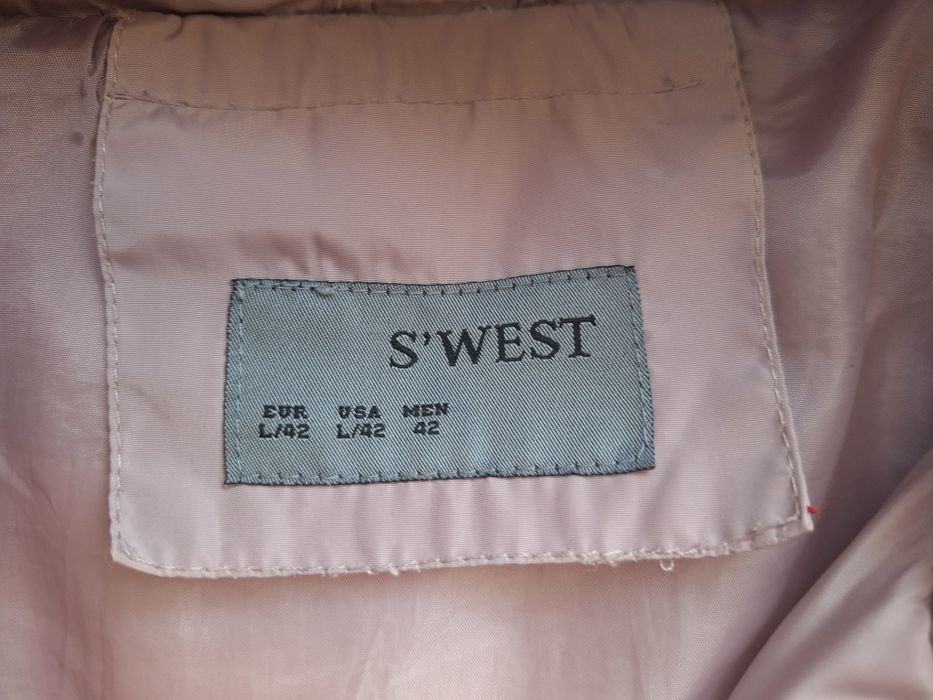 S'WEST
EUR USA MEN
L/42 L/42 42